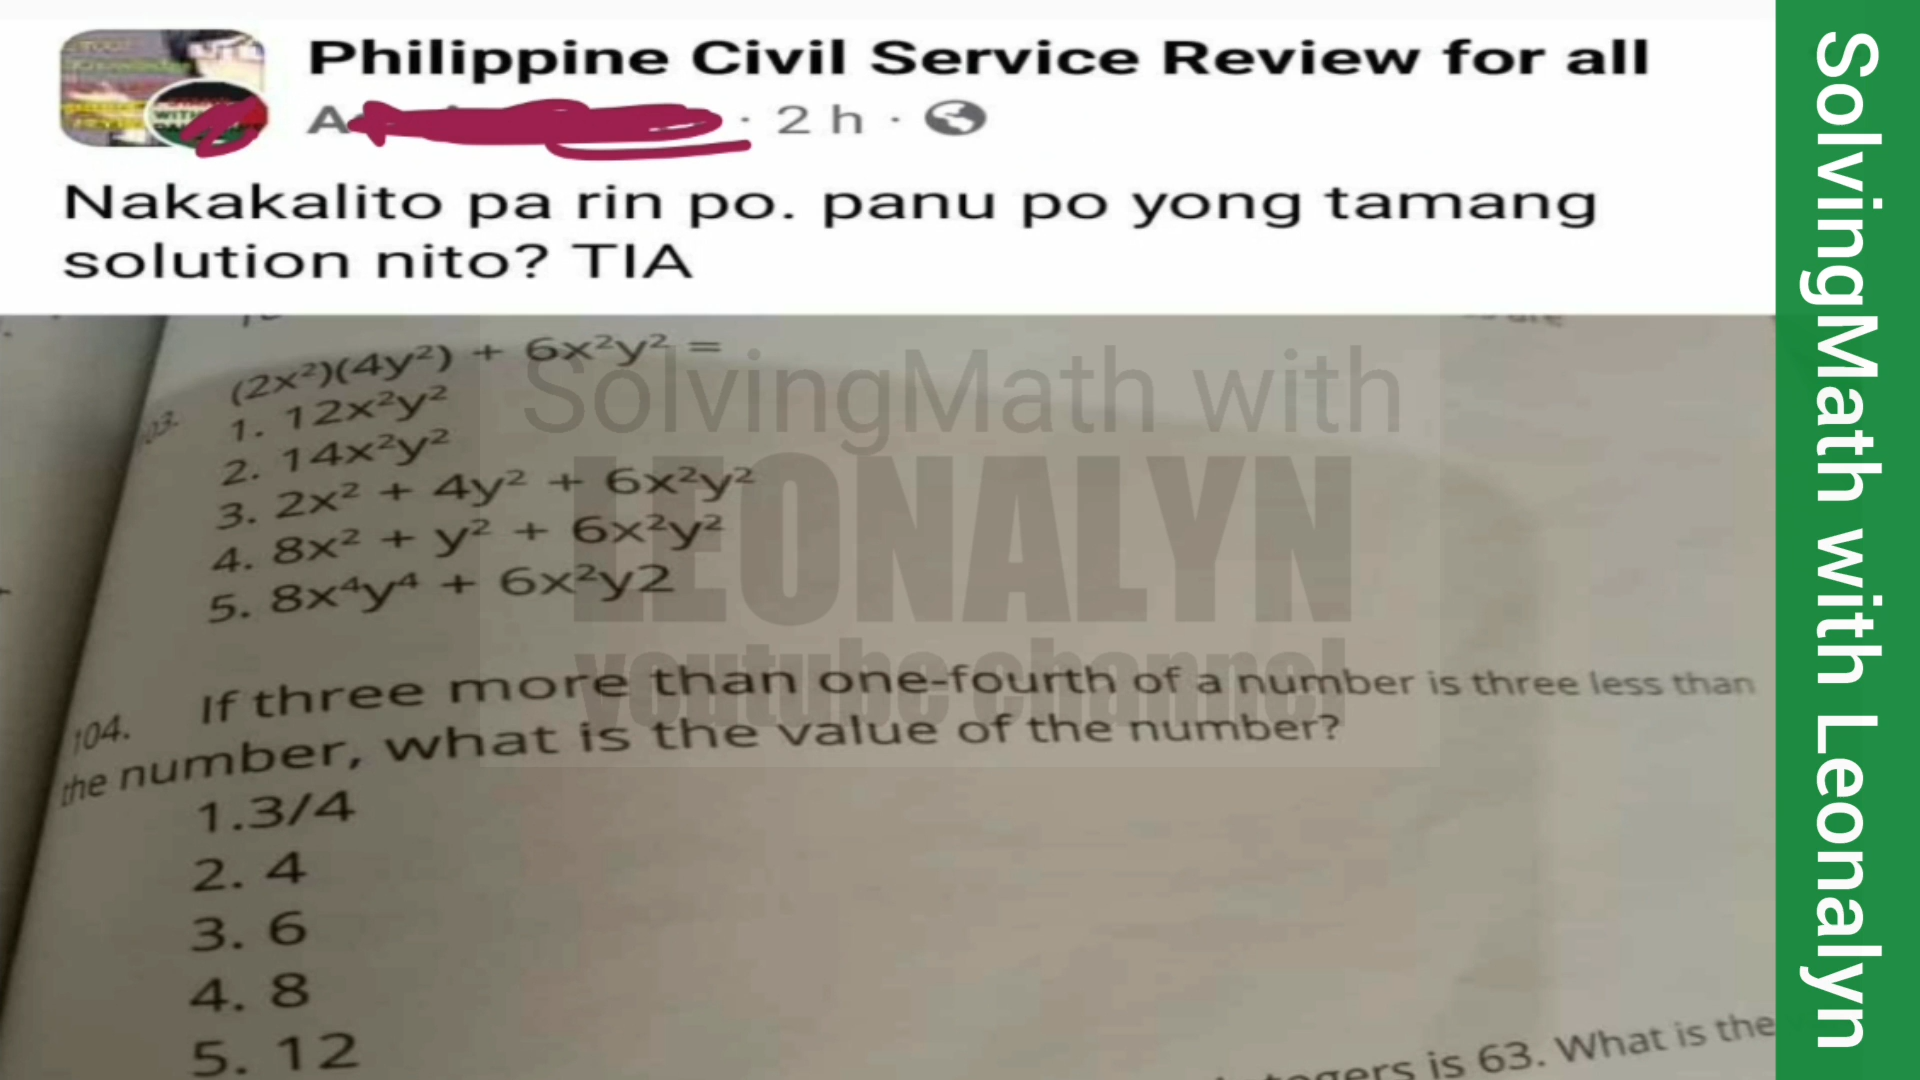 Philippine Civil Service Review for all
A · 2 h ·
Nakakalito pa rin po. panu po yong tamang
solution nito? TIA
SolvingMath with Leonalyn
SolvingMath with
LEONALYN
youtube channel
(2x²)(4y²) + 6x²y² =
1. 12x²y²
2. 14x²y²
3. 2x² + 4y² + 6x²y²
4. 8x² + y² + 6x²y²
5. 8x⁴y⁴ + 6x²y2
104. If three more than one-fourth of a number is three less than
the number, what is the value of the number?
1.3/4
2. 4
3. 6
4. 8
5. 12
is 63. What is the